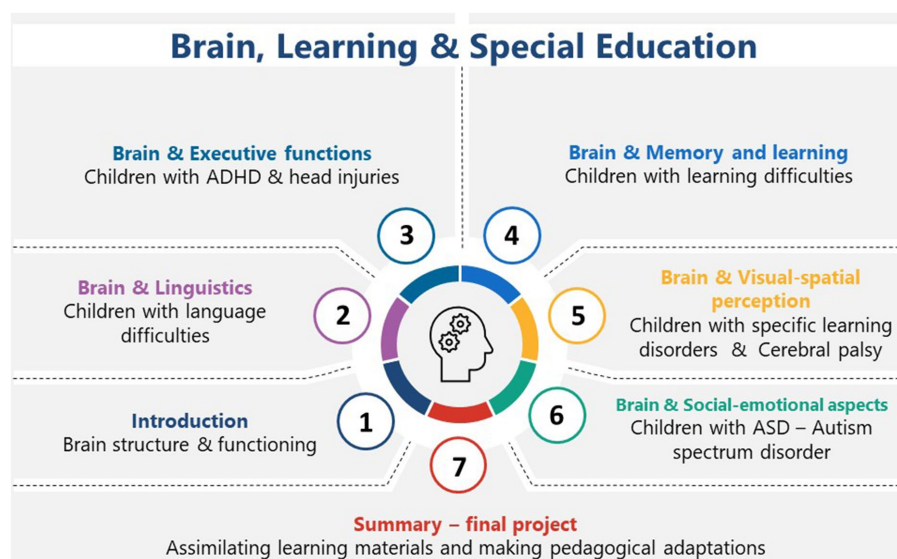 Brain, Learning & Special Education
Brain & Executive functions
Children with ADHD & head injuries
3
Brain & Memory and learning
Children with learning difficulties
4
Brain & Linguistics
Children with language
difficulties
2
Brain & Visual-spatial
perception
Children with specific learning
disorders & Cerebral palsy
5
Introduction
Brain structure & functioning
1
Brain & Social-emotional aspects
Children with ASD – Autism
spectrum disorder
6
7
Summary – final project
Assimilating learning materials and making pedagogical adaptations